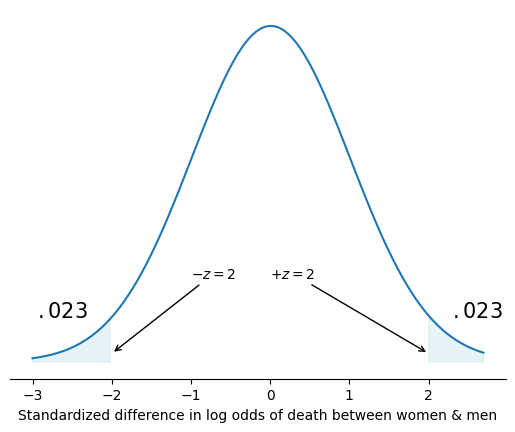 −z = 2
+z = 2
.023
.023
−3 −2 −1 0 1 2
Standardized difference in log odds of death between women & men